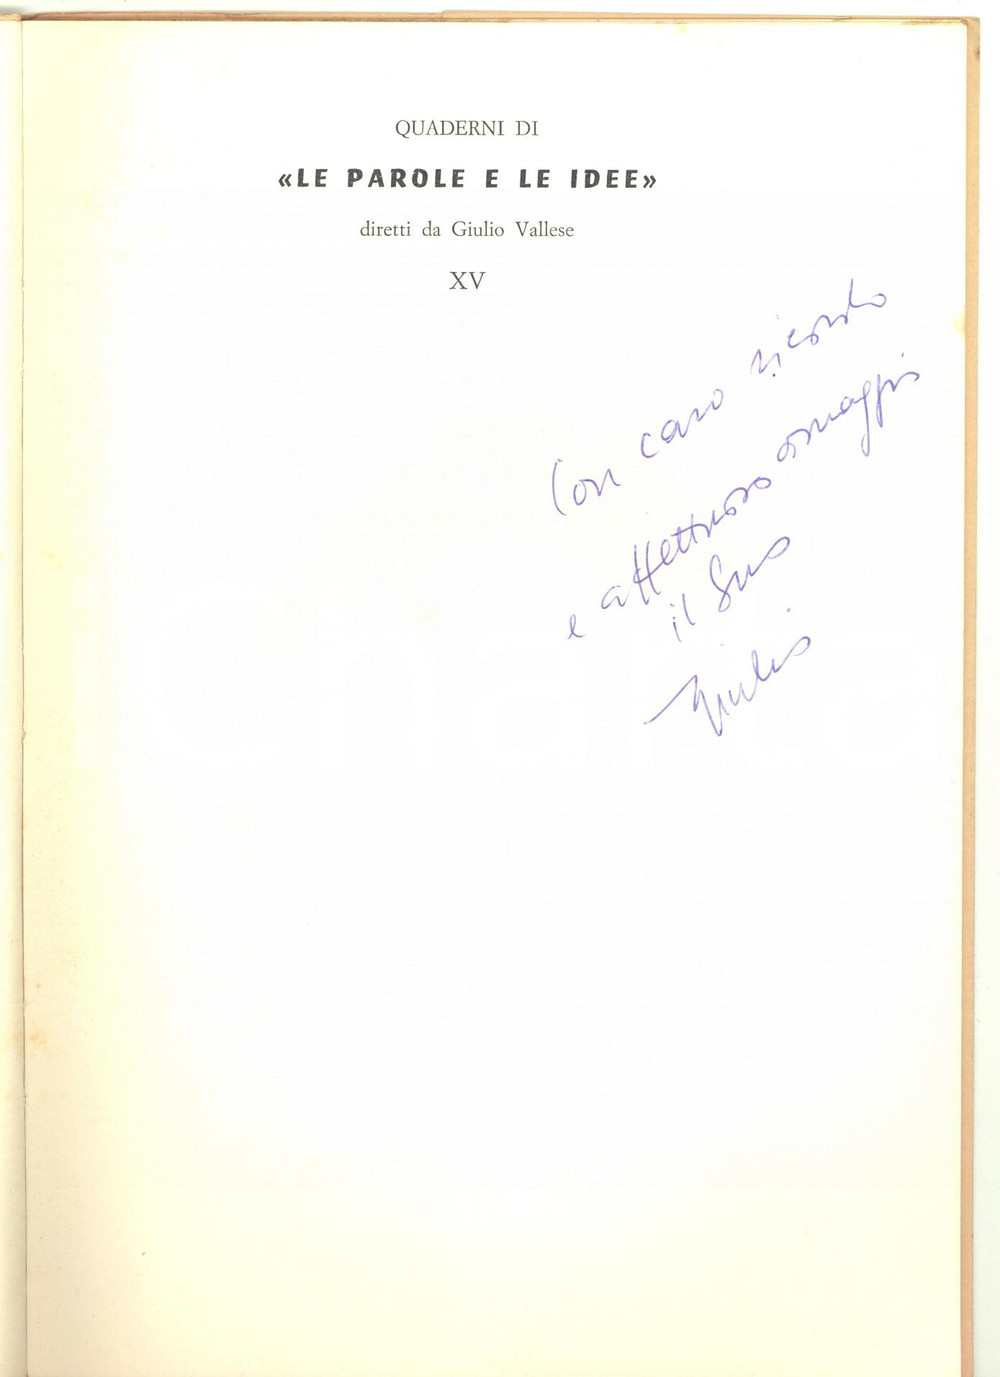 QUADERNI DI
«LE PAROLE E LE IDEE»
diretti da Giulio Vallese
XV
Con caro ricordo
e affettuoso omaggio
il Suo
Giulio